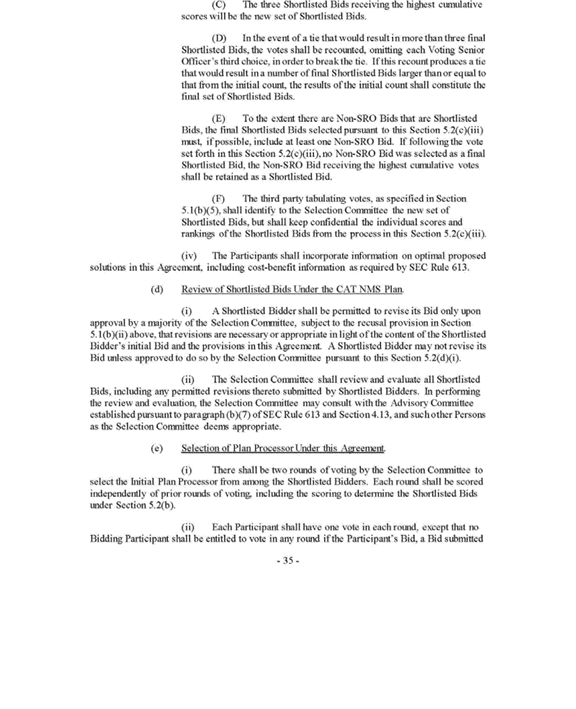 (C) The three Shortlisted Bids receiving the highest cumulative
scores will be the new set of Shortlisted Bids.
(D) In the event of a tie that would result in more than three final
Shortlisted Bids, the votes shall be recounted, omitting each Voting Senior
Officer's third choice, in order to break the tie. If this recount produces a tie
that would result in a number of final Shortlisted Bids larger than or equal to
that from the initial count, the results of the initial count shall constitute the
final set of Shortlisted Bids.
(E) To the extent there are Non-SRO Bids that are Shortlisted
Bids, the final Shortlisted Bids selected pursuant to this Section 5.2(c)(iii)
must, if possible, include at least one Non-SRO Bid. If following the vote
set forth in this Section 5.2(c)(iii), no Non-SRO Bid was selected as a final
Shortlisted Bid, the Non-SRO Bid receiving the highest cumulative votes
shall be retained as a Shortlisted Bid.
(F) The third party tabulating votes, as specified in Section
5.1(b)(5), shall identify to the Selection Committee the new set of
Shortlisted Bids, but shall keep confidential the individual scores and
rankings of the Shortlisted Bids from the process in this Section 5.2(c)(iii).
(iv) The Participants shall incorporate information on optimal proposed
solutions in this Agreement, including cost-benefit information as required by SEC Rule 613.
(d) Review of Shortlisted Bids Under the CAT NMS Plan.
(i) A Shortlisted Bidder shall be permitted to revise its Bid only upon
approval by a majority of the Selection Committee, subject to the recusal provision in Section
5.1(b)(ii) above, that revisions are necessary or appropriate in light of the content of the Shortlisted
Bidder's initial Bid and the provisions in this Agreement. A Shortlisted Bidder may not revise its
Bid unless approved to do so by the Selection Committee pursuant to this Section 5.2(d)(i).
(ii) The Selection Committee shall review and evaluate all Shortlisted
Bids, including any permitted revisions thereto submitted by Shortlisted Bidders. In performing
the review and evaluation, the Selection Committee may consult with the Advisory Committee
established pursuant to paragraph (b)(7) of SEC Rule 613 and Section 4.13, and such other Persons
as the Selection Committee deems appropriate.
(e) Selection of Plan Processor Under this Agreement.
(i) There shall be two rounds of voting by the Selection Committee to
select the Initial Plan Processor from among the Shortlisted Bidders. Each round shall be scored
independently of prior rounds of voting, including the scoring to determine the Shortlisted Bids
under Section 5.2(b).
(ii) Each Participant shall have one vote in each round, except that no
Bidding Participant shall be entitled to vote in any round if the Participant's Bid, a Bid submitted
- 35 -